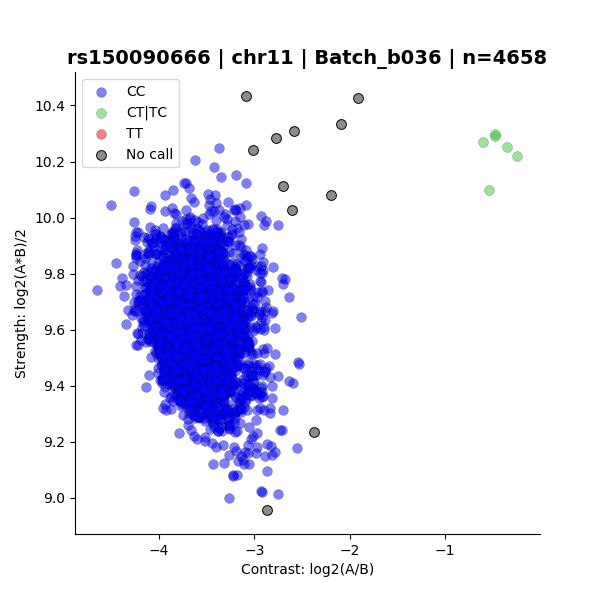 rs150090666 | chr11 | Batch_b036 | n=4658
CC
CT|TC
TT
No call
10.4
10.2
10.0
9.8
9.6
9.4
9.2
9.0
Strength: log2(A*B)/2
−4
−3
−2
−1
Contrast: log2(A/B)